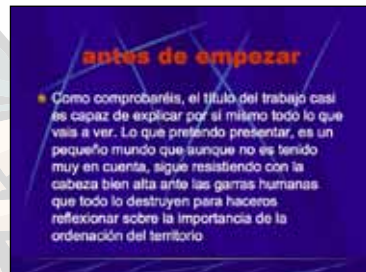 antes de empezar
Como comprobaréis, el título del trabajo casi
es capaz de explicar por si mismo todo lo que
vais a ver. Lo que pretendo presentar, es un
pequeño mundo que aunque no es tenido
muy en cuenta, sigue resistiendo con la
cabeza bien alta ante las garras humanas
que todo lo destruyen para haceros
reflexionar sobre la importancia de la
ordenación del territorio